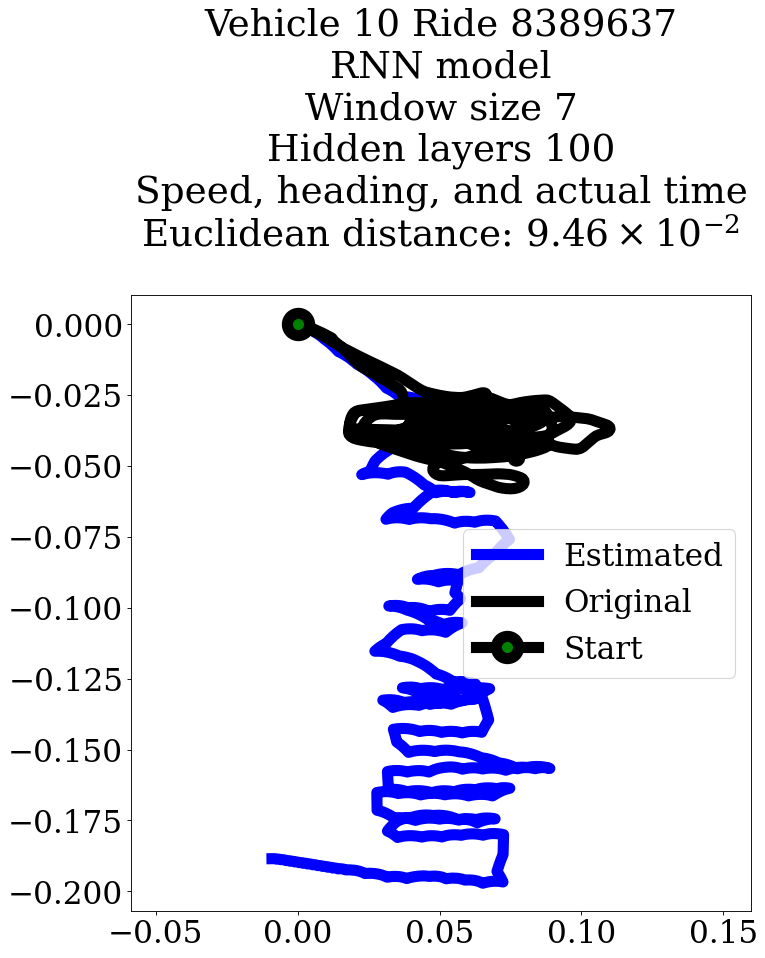 Vehicle 10 Ride 8389637
RNN model
Window size 7
Hidden layers 100
Speed, heading, and actual time
Euclidean distance: 9.46 × 10⁻²
0.000
−0.025
−0.050
−0.075
−0.100
−0.125
−0.150
−0.175
−0.200
Estimated
Original
Start
−0.05 0.00 0.05 0.10 0.15